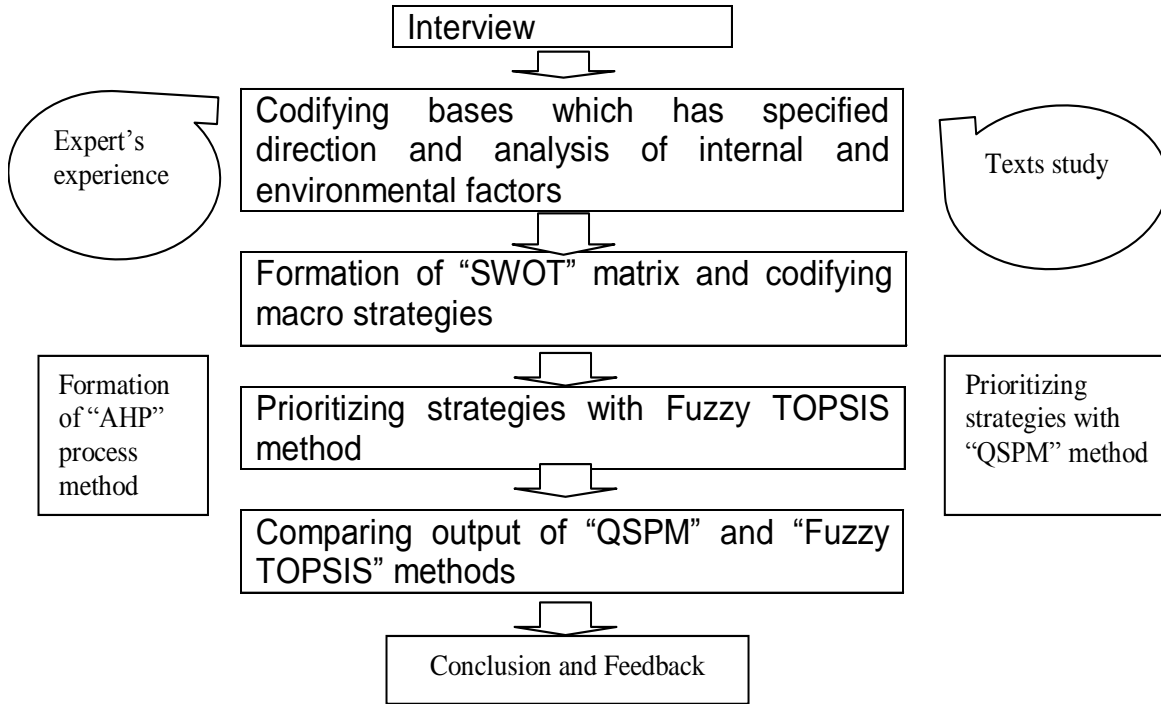 Interview
Codifying bases which has specified
direction and analysis of internal and
environmental factors
Expert’s
experience
Texts study
Formation of “SWOT” matrix and codifying
macro strategies
Formation
of “AHP”
process
method
Prioritizing strategies with Fuzzy TOPSIS
method
Prioritizing
strategies with
“QSPM” method
Comparing output of “QSPM” and “Fuzzy
TOPSIS” methods
Conclusion and Feedback